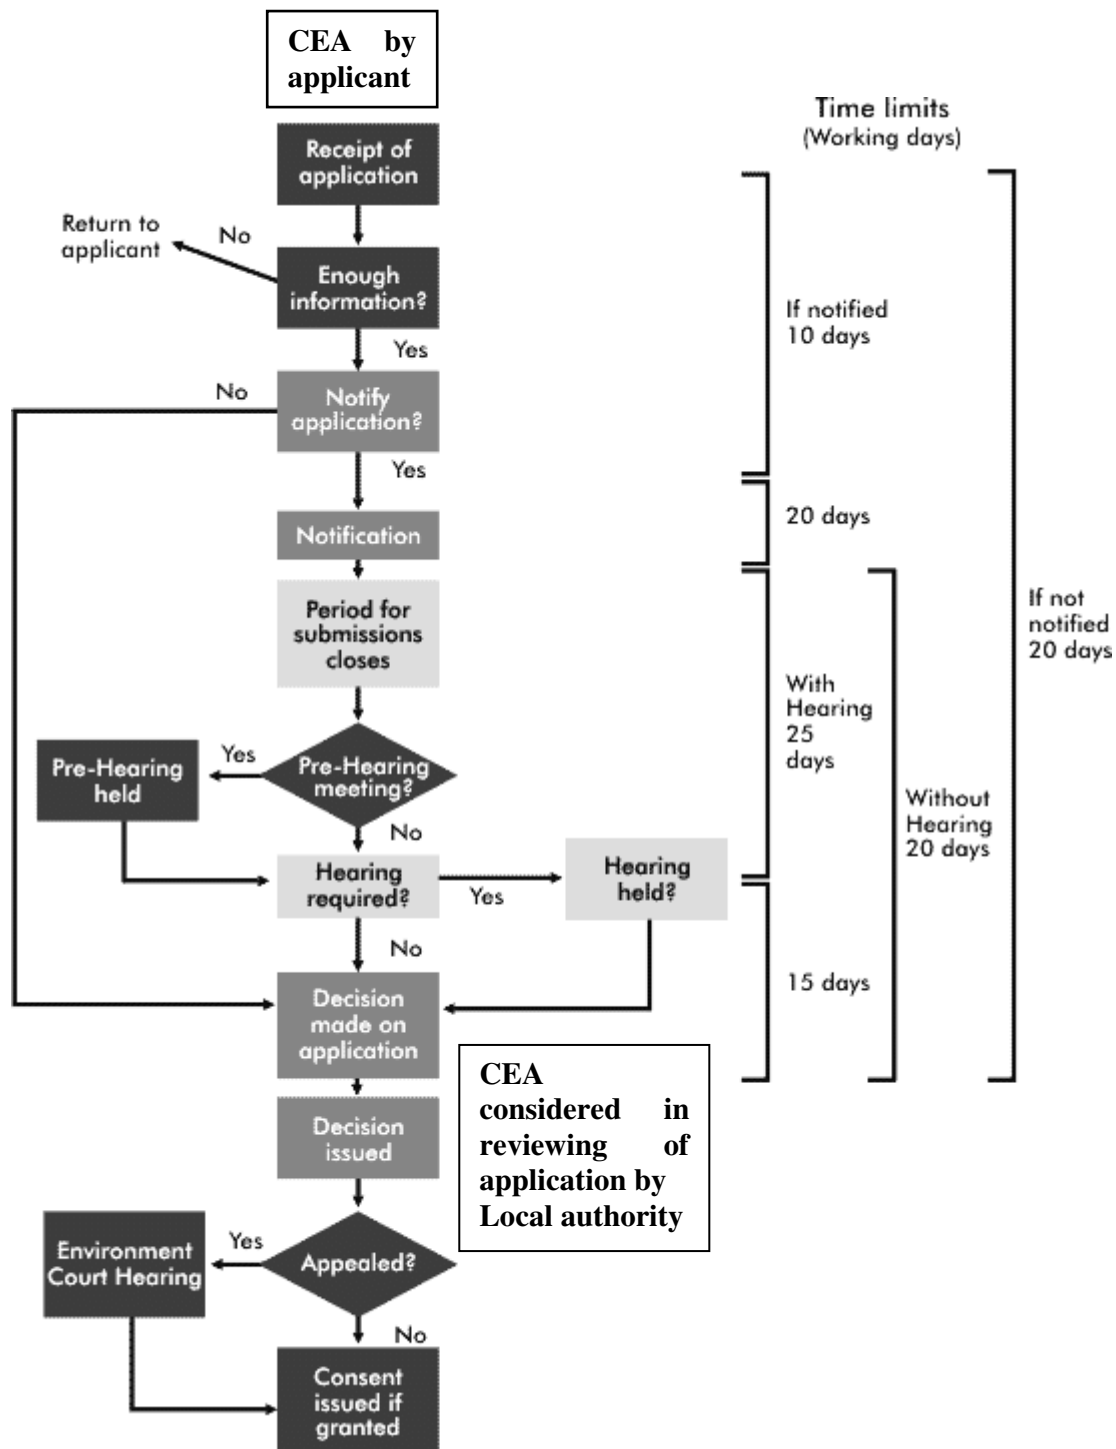 CEA by
applicant
Time limits
(Working days)
Receipt of
application
Return to
applicant
No
Enough
information?
If notified
10 days
Yes
No
Notify
application?
Yes
20 days
Notification
Period for
submissions
closes
If not
notified
20 days
With
Hearing
25
days
Yes
Pre-Hearing
held
Pre-Hearing
meeting?
Without
Hearing
20 days
No
Hearing
required?
Yes
Hearing
held?
No
15 days
Decision
made on
application
CEA
considered in
reviewing of
application by
Local authority
Decision
issued
Yes
Environment
Court Hearing
Appealed?
No
Consent
issued if
granted